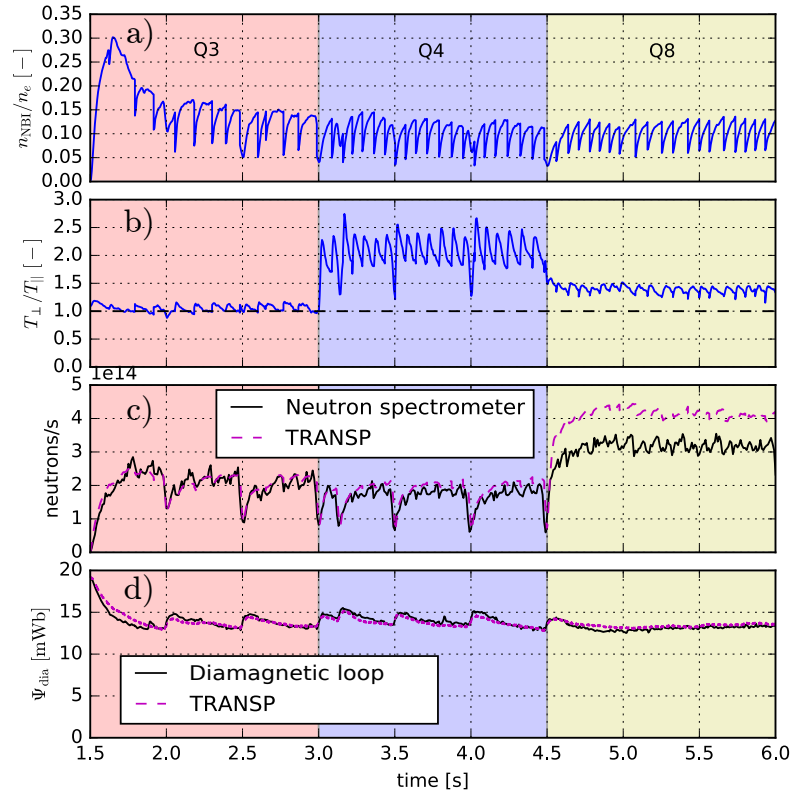 a)
Q3
Q4
Q8
n_NBI/n_e [−]
0.35
0.30
0.25
0.20
0.15
0.10
0.05
0.00
b)
T_⊥/T_∥ [−]
3.0
2.5
2.0
1.5
1.0
0.5
0.0
1e14
c)
neutrons/s
5
4
3
2
1
0
Neutron spectrometer
TRANSP
d)
Ψ_dia [mWb]
20
15
10
5
0
Diamagnetic loop
TRANSP
1.5 2.0 2.5 3.0 3.5 4.0 4.5 5.0 5.5 6.0
time [s]